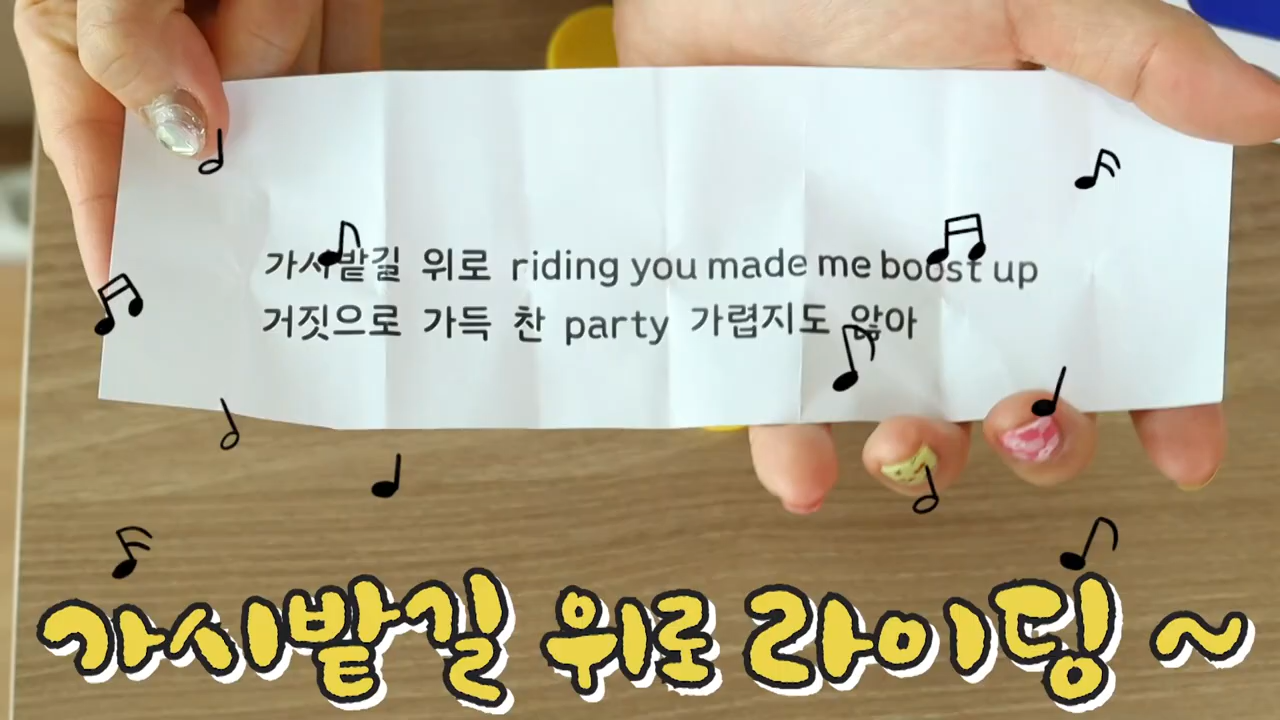 가시밭길 위로 riding you made me boost up
거짓으로 가득 찬 party 가렵지도 않아
가시밭길 위로 라이딩 ~